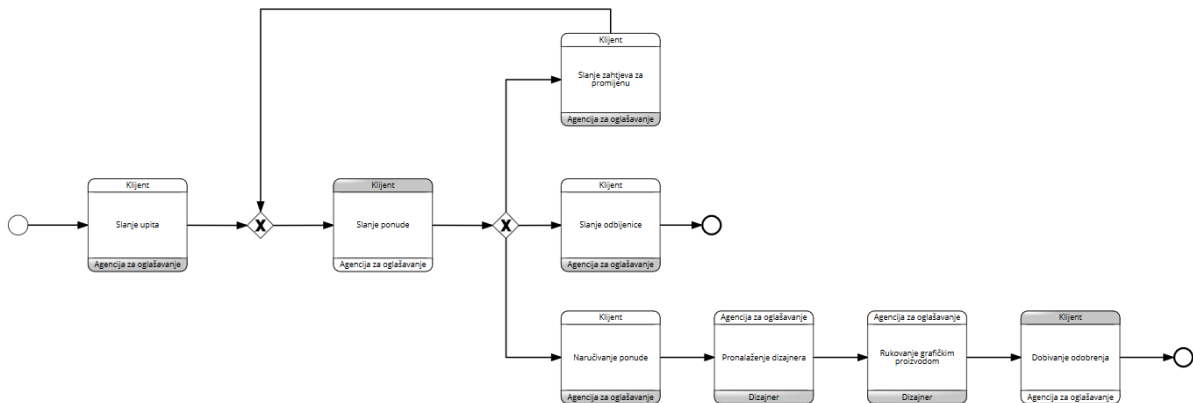 Klijent
Slanje zahtjeva za
promijenu
Agencija za oglašavanje
Klijent
Slanje upita
Agencija za oglašavanje
X
Klijent
Slanje ponude
Agencija za oglašavanje
X
Klijent
Slanje odbijenice
Agencija za oglašavanje
Klijent
Naručivanje ponude
Agencija za oglašavanje
Agencija za oglašavanje
Pronalaženje dizajnera
Dizajner
Agencija za oglašavanje
Rukovanje grafičkim
proizvodom
Dizajner
Klijent
Dobivanje odobrenja
Agencija za oglašavanje